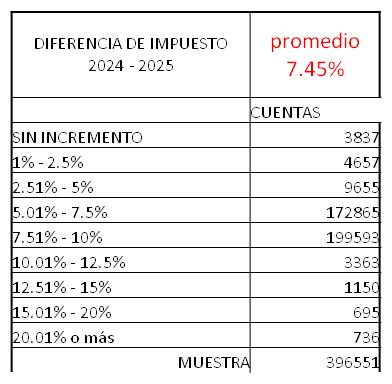 DIFERENCIA DE IMPUESTO
2024 - 2025
promedio
7.45%
CUENTAS
SIN INCREMENTO 3837
1% - 2.5% 4657
2.51% - 5% 9655
5.01% - 7.5% 172865
7.51% - 10% 199593
10.01% - 12.5% 3363
12.51% - 15% 1150
15.01% - 20% 695
20.01% o más 736
MUESTRA 396551